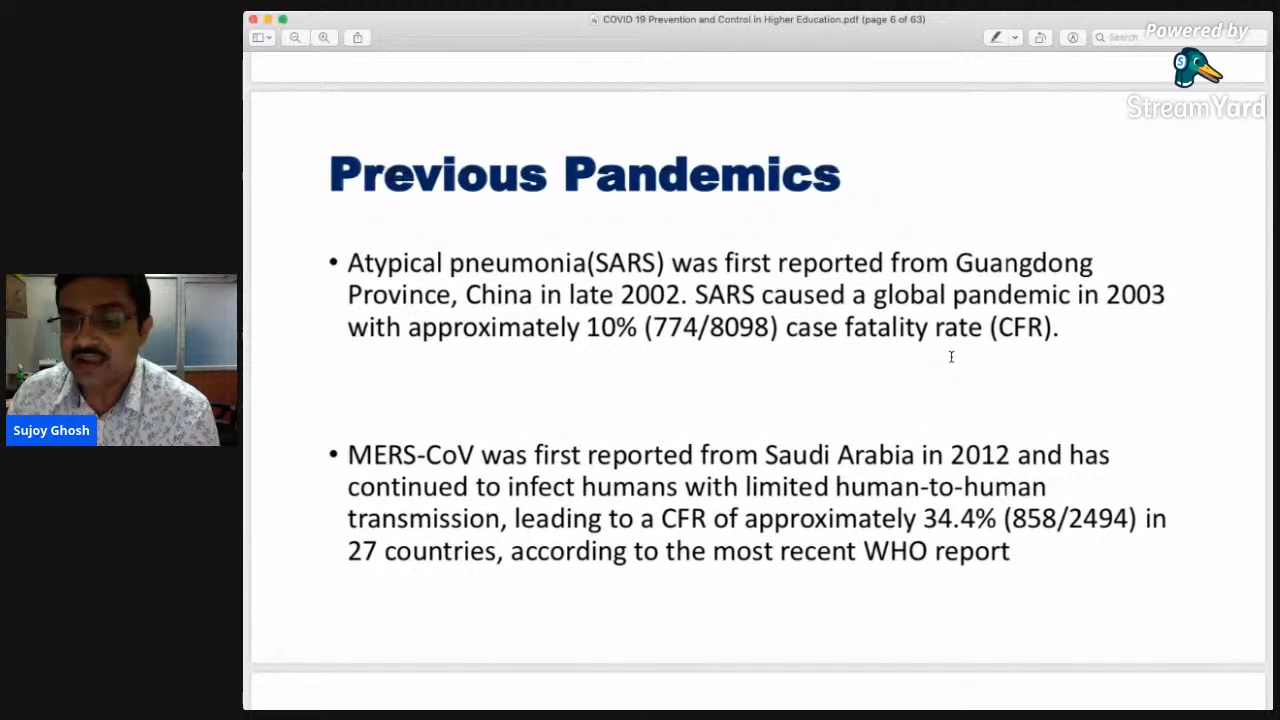 COVID 19 Prevention and Control in Higher Education.pdf (page 6 of 63)
Search
Powered by
S
StreamYard
Previous Pandemics
• Atypical pneumonia(SARS) was first reported from Guangdong
Province, China in late 2002. SARS caused a global pandemic in 2003
with approximately 10% (774/8098) case fatality rate (CFR).
• MERS-CoV was first reported from Saudi Arabia in 2012 and has
continued to infect humans with limited human-to-human
transmission, leading to a CFR of approximately 34.4% (858/2494) in
27 countries, according to the most recent WHO report
Sujoy Ghosh